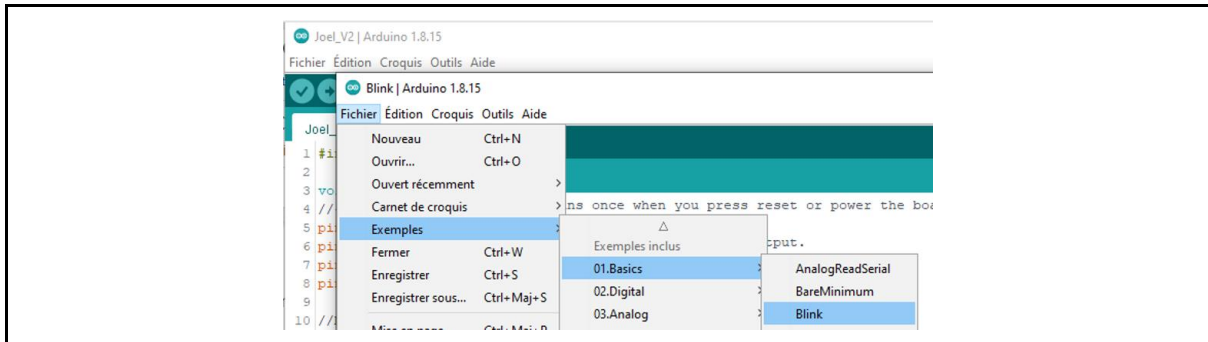 Joel_V2 | Arduino 1.8.15
Fichier Édition Croquis Outils Aide
Blink | Arduino 1.8.15
Fichier Édition Croquis Outils Aide
Joel_
Nouveau Ctrl+N
Ouvrir... Ctrl+O
Ouvert récemment
Carnet de croquis
Exemples
Fermer Ctrl+W
Enregistrer Ctrl+S
Enregistrer sous... Ctrl+Maj+S
1 #i
2
3 vo
4 //
5 pi
6 pi
7 pi
8 pi
9
10 //
ns once when you press reset or power the boa
tput.
Exemples inclus
01.Basics
02.Digital
03.Analog
AnalogReadSerial
BareMinimum
Blink